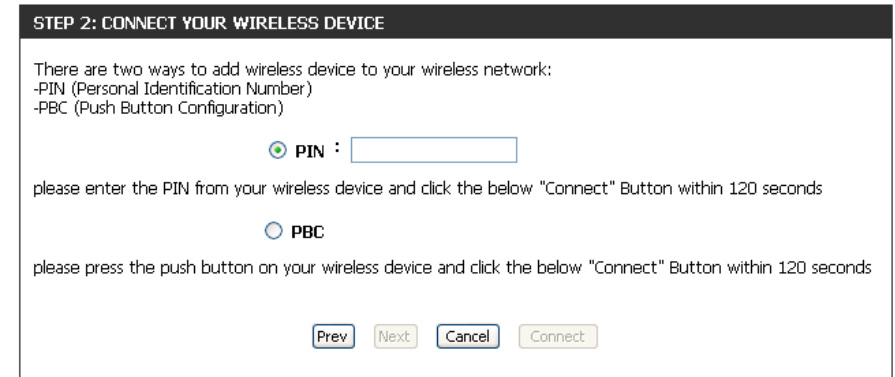 STEP 2: CONNECT YOUR WIRELESS DEVICE
There are two ways to add wireless device to your wireless network:
-PIN (Personal Identification Number)
-PBC (Push Button Configuration)
PIN :
please enter the PIN from your wireless device and click the below "Connect" Button within 120 seconds
PBC
please press the push button on your wireless device and click the below "Connect" Button within 120 seconds
Prev Next Cancel Connect